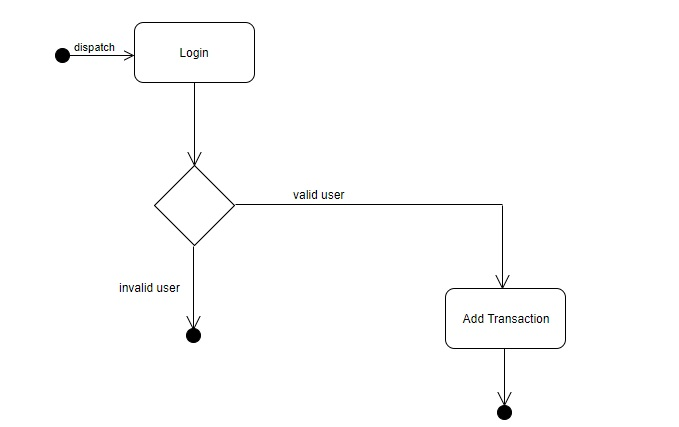 dispatch
Login
valid user
invalid user
Add Transaction